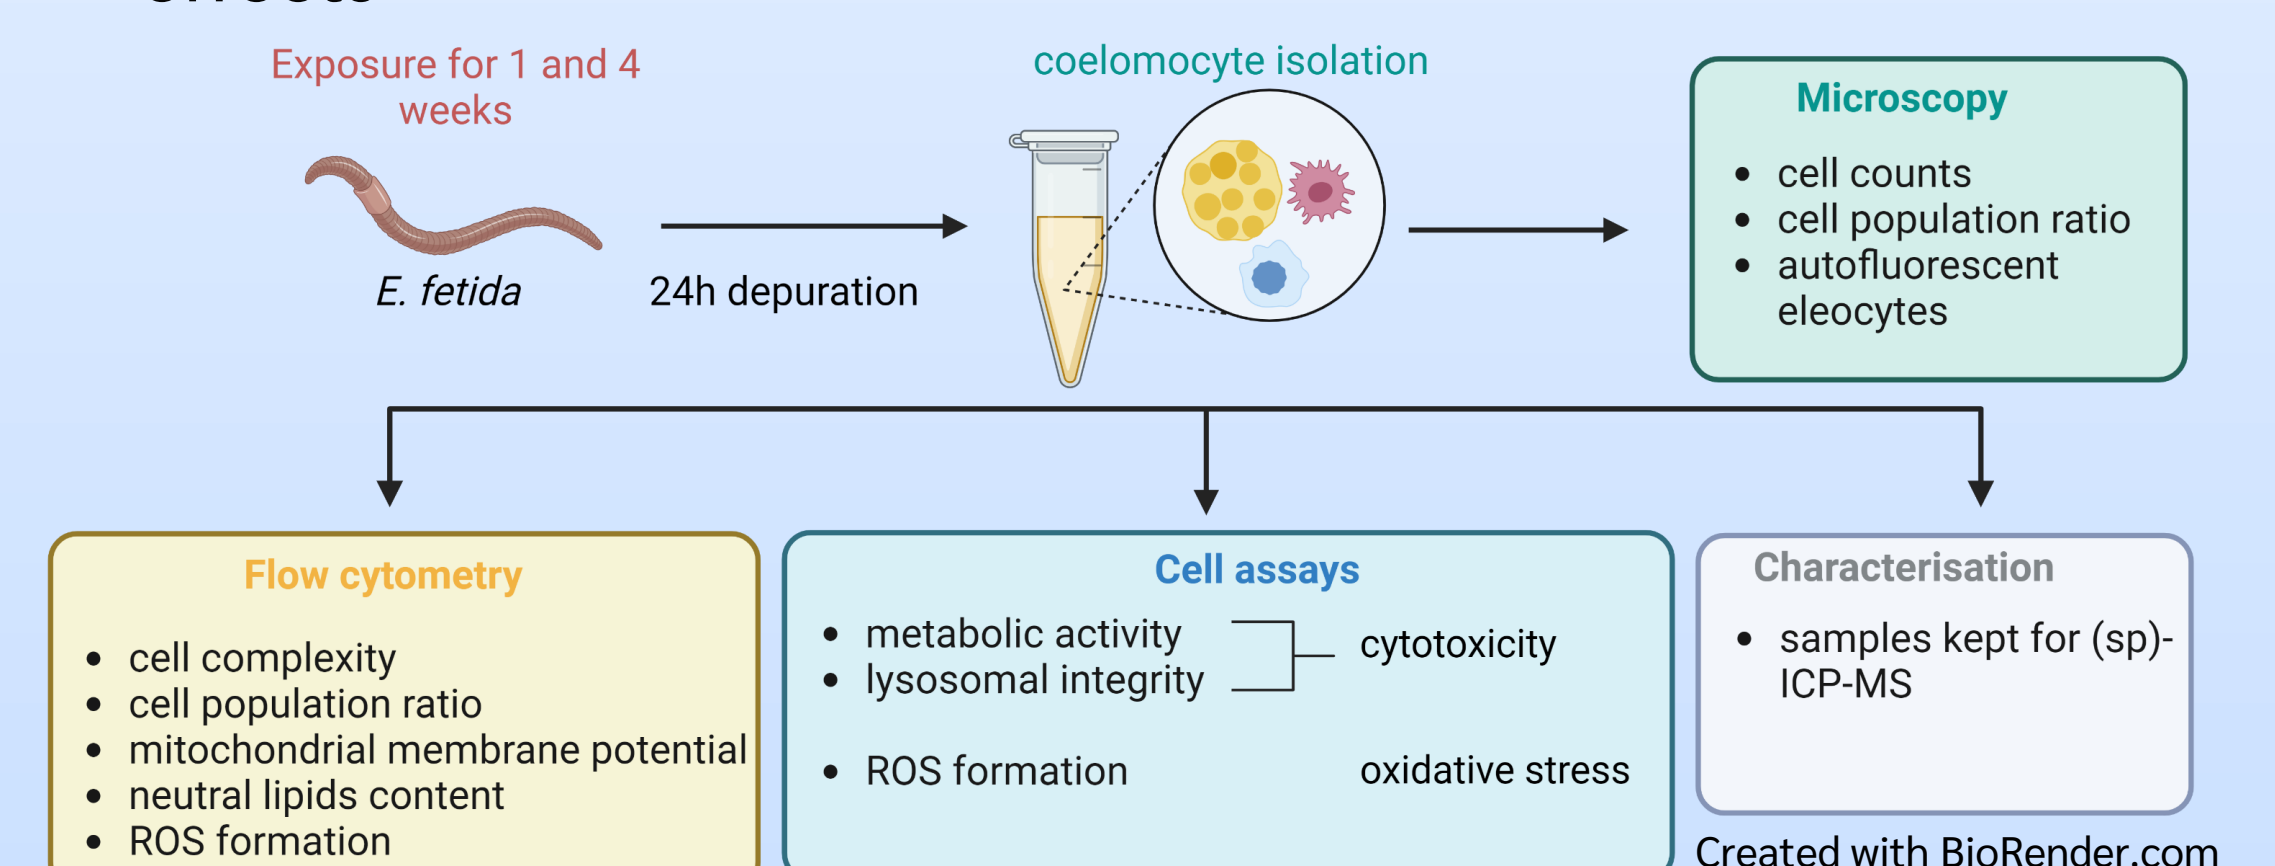 Exposure for 1 and 4
weeks
E. fetida
24h depuration
coelomocyte isolation
Microscopy
• cell counts
• cell population ratio
• autofluorescent
eleocytes
Flow cytometry
• cell complexity
• cell population ratio
• mitochondrial membrane potential
• neutral lipids content
• ROS formation
Cell assays
• metabolic activity
• lysosomal integrity
cytotoxicity
• ROS formation
oxidative stress
Characterisation
• samples kept for (sp)-
ICP-MS
Created with BioRender.com